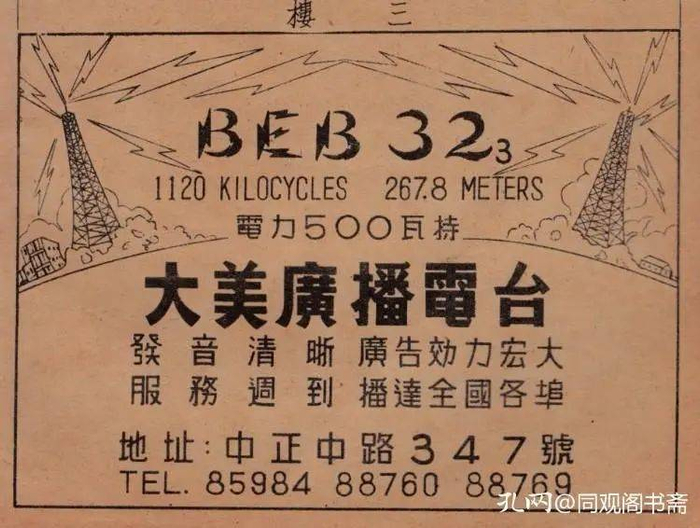 樓 三
BEB 32₃
1120 KILOCYCLES 267.8 METERS
電力500瓦特
大美廣播電台
發音清晰 廣告効力宏大
服務週到 播達全國各埠
地址:中正中路347號
TEL. 85984 88760 88769
孔网@同观阁书斋